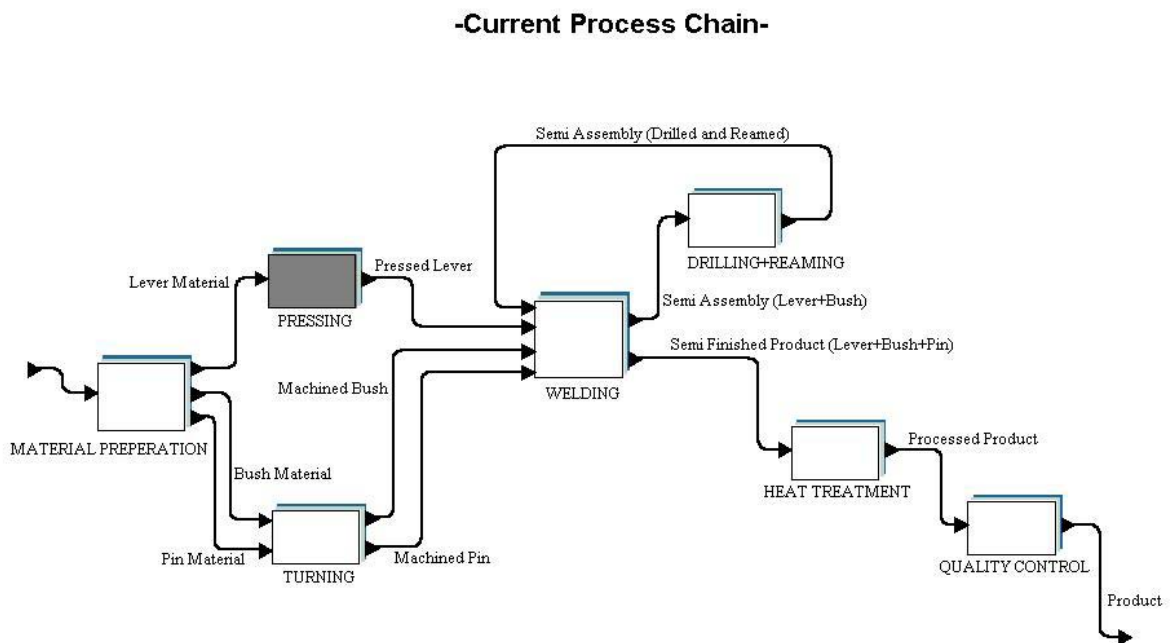 -Current Process Chain-
Semi Assembly (Drilled and Reamed)
DRILLING+REAMING
Lever Material
Pressed Lever
PRESSING
Semi Assembly (Lever+Bush)
Semi Finished Product (Lever+Bush+Pin)
Machined Bush
WELDING
MATERIAL PREPERATION
Bush Material
Processed Product
HEAT TREATMENT
Pin Material
Machined Pin
TURNING
QUALITY CONTROL
Product